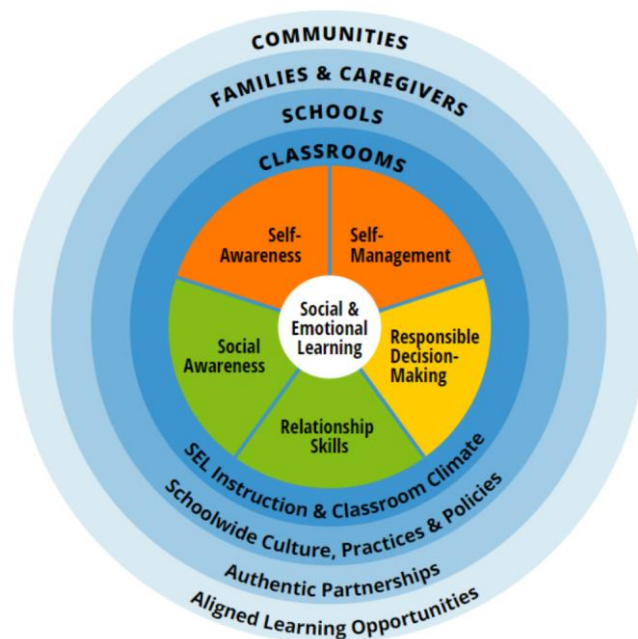 COMMUNITIES
FAMILIES & CAREGIVERS
SCHOOLS
CLASSROOMS
Self-
Awareness
Self-
Management
Social &
Emotional
Learning
Social
Awareness
Responsible
Decision-
Making
Relationship
Skills
SEL Instruction & Classroom Climate
Schoolwide Culture, Practices & Policies
Authentic Partnerships
Aligned Learning Opportunities